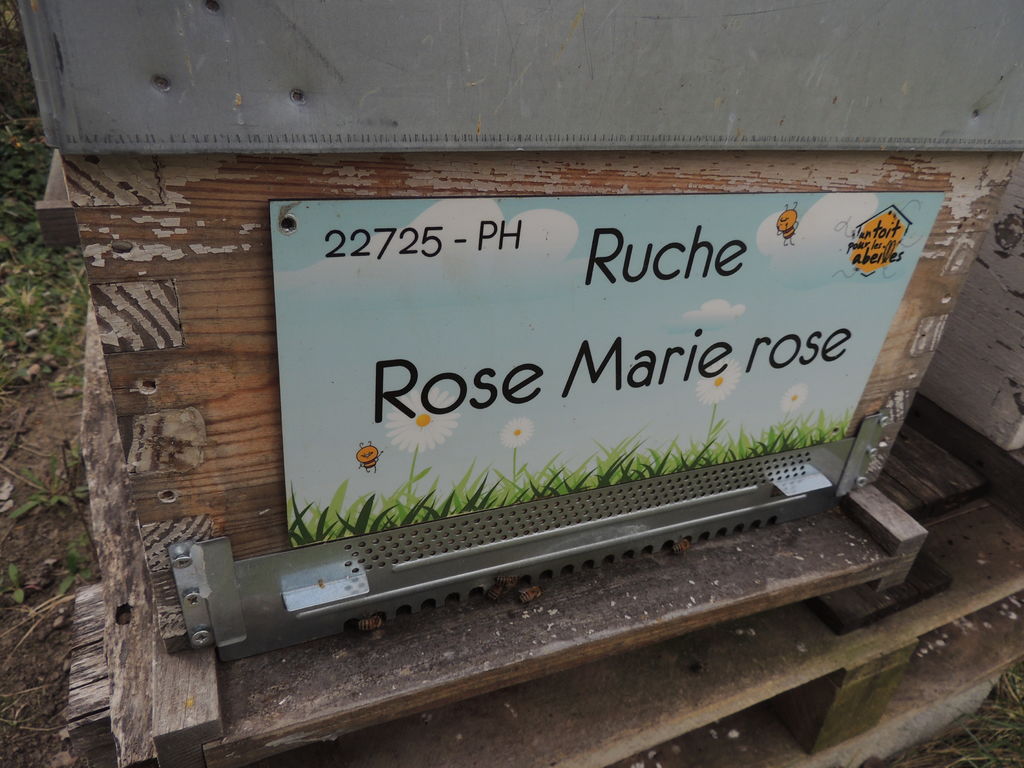 22725 - PH
Ruche
un toit
pour les
abeilles
Rose Marie rose